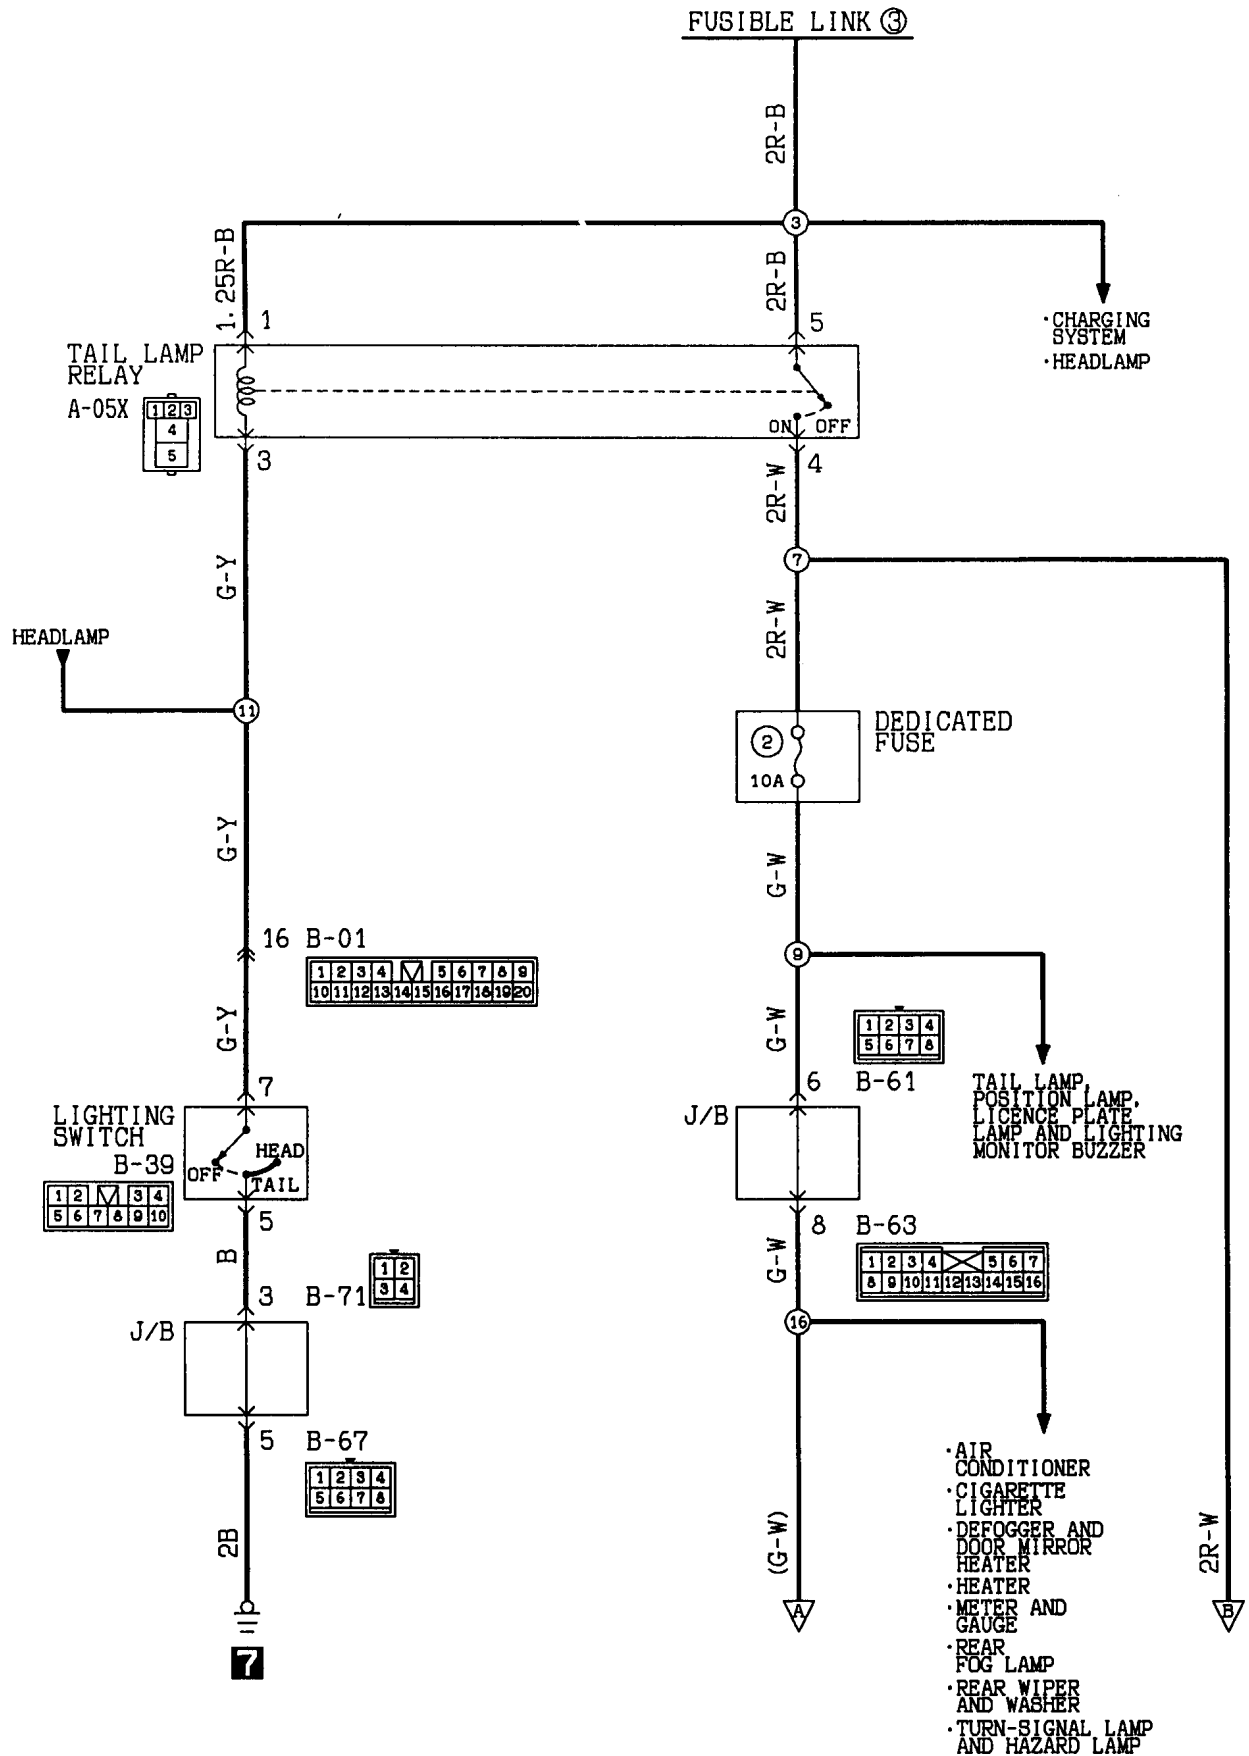 FUSIBLE LINK ③
2R-B
3
1.25R-B
2R-B
·CHARGING
SYSTEM
·HEADLAMP
1
5
TAIL LAMP
RELAY
A-05X
1 2 3
4
5
ON OFF
3
4
2R-W
7
G-Y
2R-W
HEADLAMP
11
2
10A
DEDICATED
FUSE
G-Y
G-W
16 B-01
1 2 3 4 5 6 7 8 9
10 11 12 13 14 15 16 17 18 19 20
9
G-Y
G-W
1 2 3 4
5 6 7 8
7
6 B-61
TAIL LAMP,
POSITION LAMP,
LICENCE PLATE
LAMP AND LIGHTING
MONITOR BUZZER
LIGHTING
SWITCH
B-39
1 2 3 4
5 6 7 8 9 10
OFF
HEAD
TAIL
J/B
5
8 B-63
1 2 3 4 5 6 7
8 9 10 11 12 13 14 15 16
B
G-W
1 2
3 4
3 B-71
J/B
16
5 B-67
1 2 3 4
5 6 7 8
2B
(G-W)
2R-W
7
A
B
·AIR
CONDITIONER
·CIGARETTE
LIGHTER
·DEFOGGER AND
DOOR MIRROR
HEATER
·HEATER
·METER AND
GAUGE
·REAR
FOG LAMP
·REAR WIPER
AND WASHER
·TURN-SIGNAL LAMP
AND HAZARD LAMP